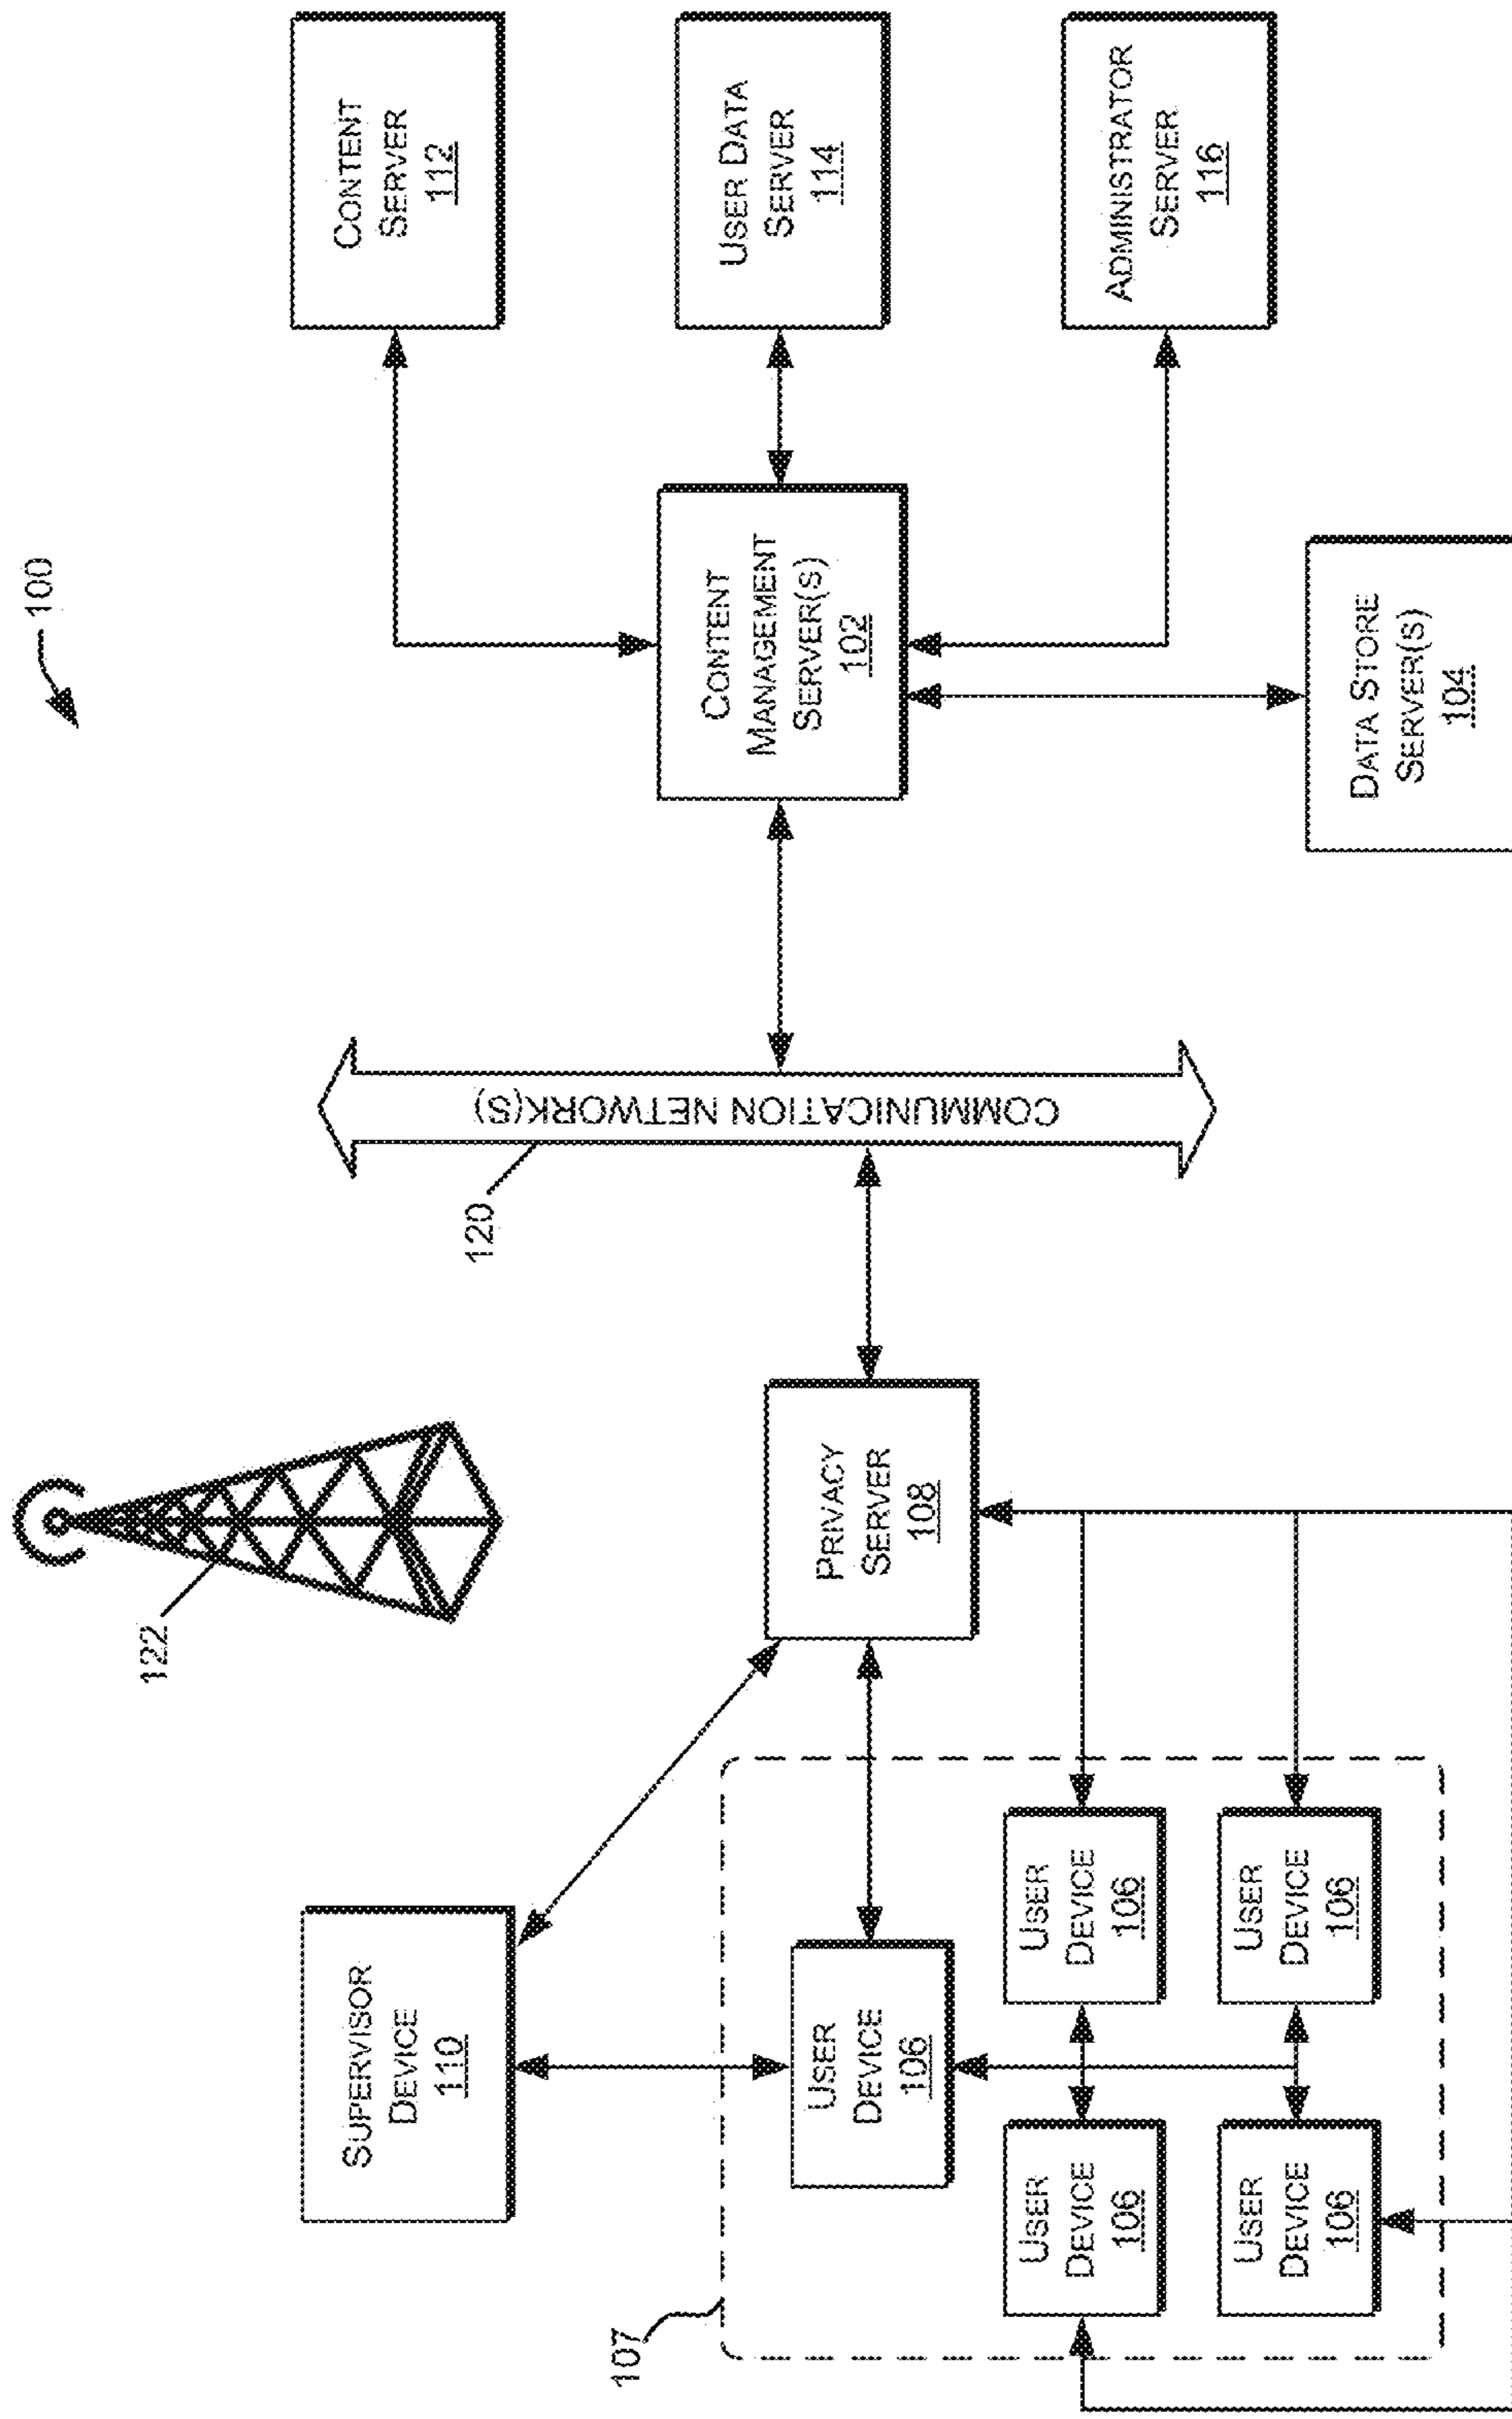 100
122
SUPERVISOR
DEVICE
110
CONTENT
SERVER
112
120
COMMUNICATION NETWORK(S)
107
USER
DEVICE
106
PRIVACY
SERVER
108
CONTENT
MANAGEMENT
SERVER(S)
102
USER DATA
SERVER
114
USER
DEVICE
106
USER
DEVICE
106
USER
DEVICE
106
USER
DEVICE
106
ADMINISTRATOR
SERVER
116
DATA STORE
SERVER(S)
104